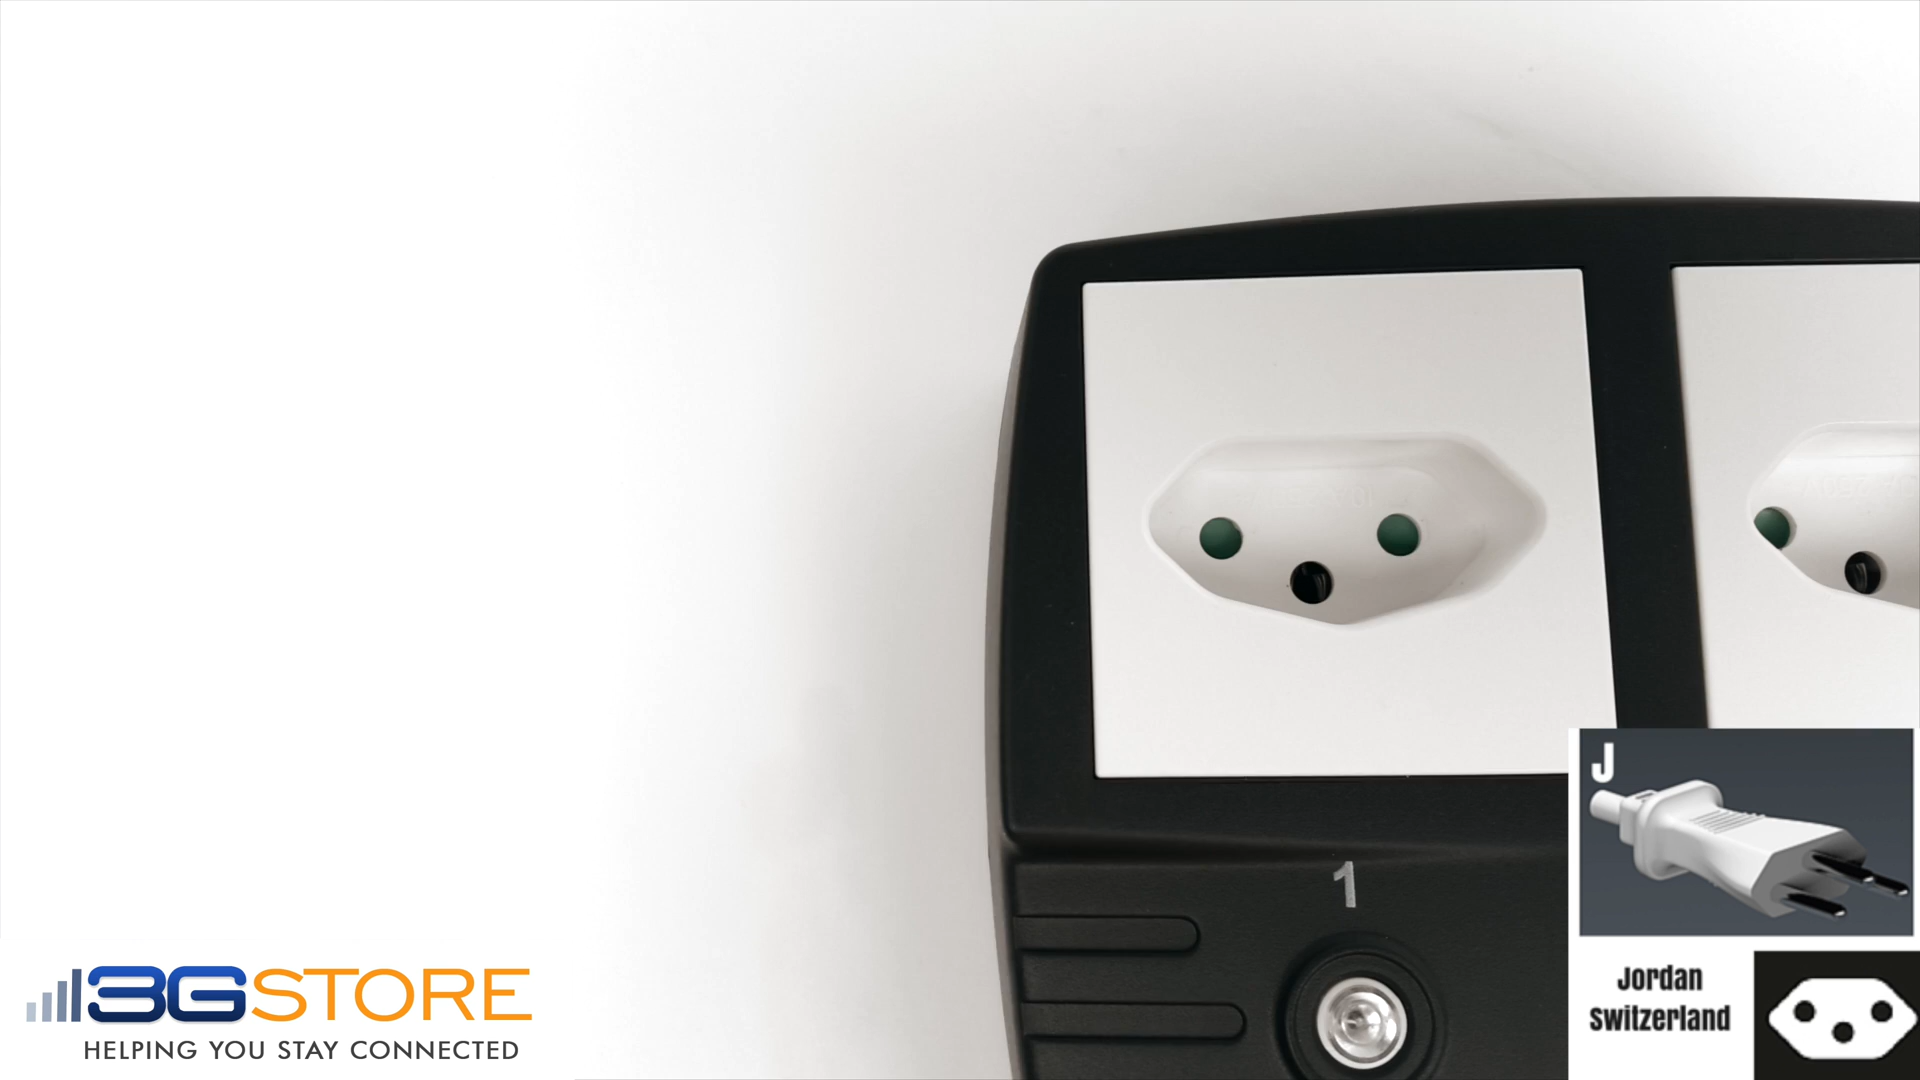 3GSTORE
HELPING YOU STAY CONNECTED
1
J
Jordan
Switzerland